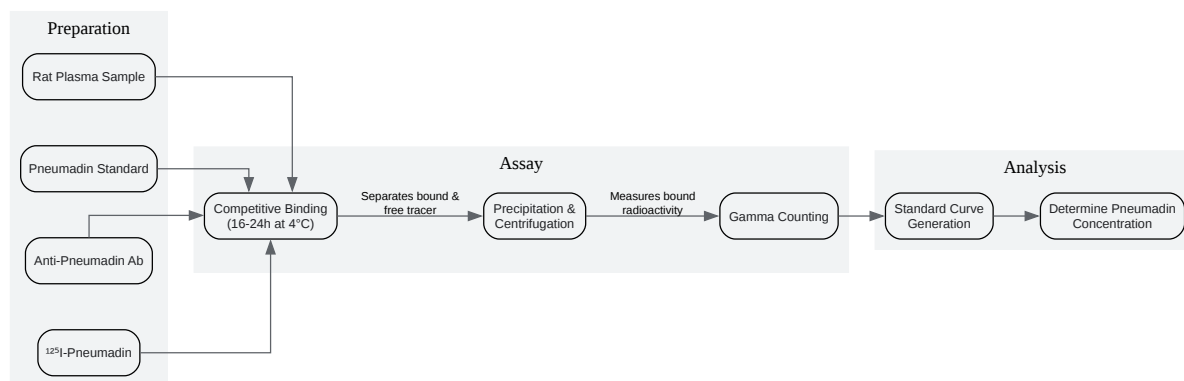 Preparation
Rat Plasma Sample
Pneumadin Standard
Anti-Pneumadin Ab
¹²⁵I-Pneumadin
Assay
Competitive Binding
(16-24h at 4°C)
Separates bound &
free tracer
Precipitation &
Centrifugation
Measures bound
radioactivity
Gamma Counting
Analysis
Standard Curve
Generation
Determine Pneumadin
Concentration